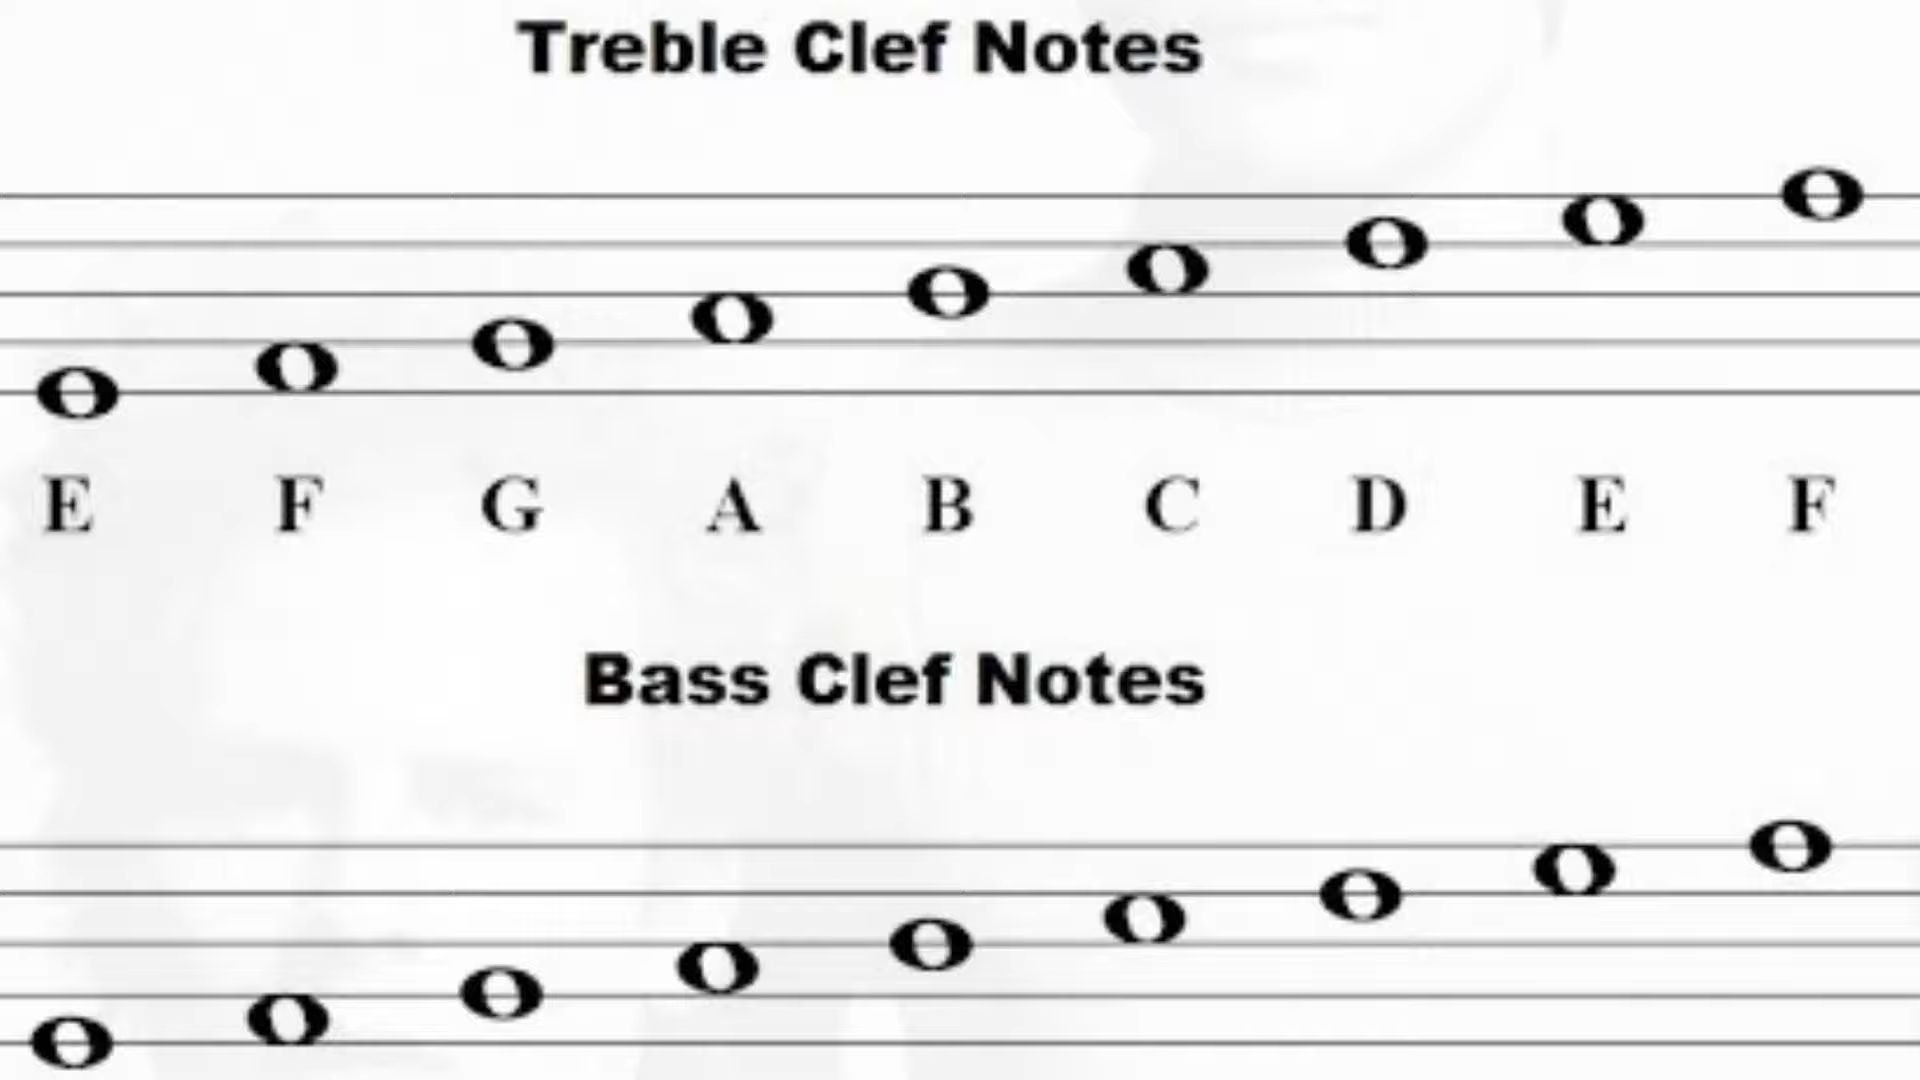 Treble Clef Notes
E F G A B C D E F
Bass Clef Notes